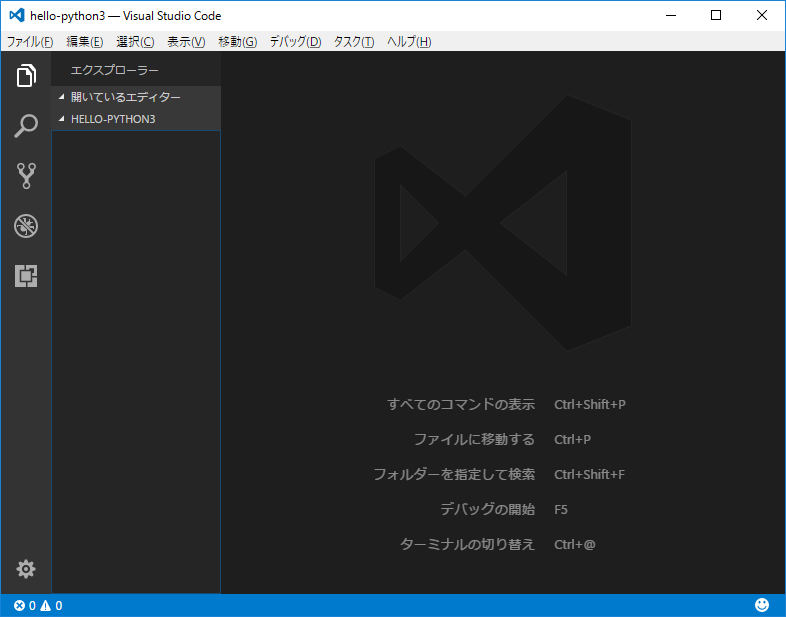 hello-python3 — Visual Studio Code
ファイル(F) 編集(E) 選択(C) 表示(V) 移動(G) デバッグ(D) タスク(T) ヘルプ(H)
エクスプローラー
開いているエディター
HELLO-PYTHON3
すべてのコマンドの表示 Ctrl+Shift+P
ファイルに移動する Ctrl+P
フォルダーを指定して検索 Ctrl+Shift+F
デバッグの開始 F5
ターミナルの切り替え Ctrl+@
0 0